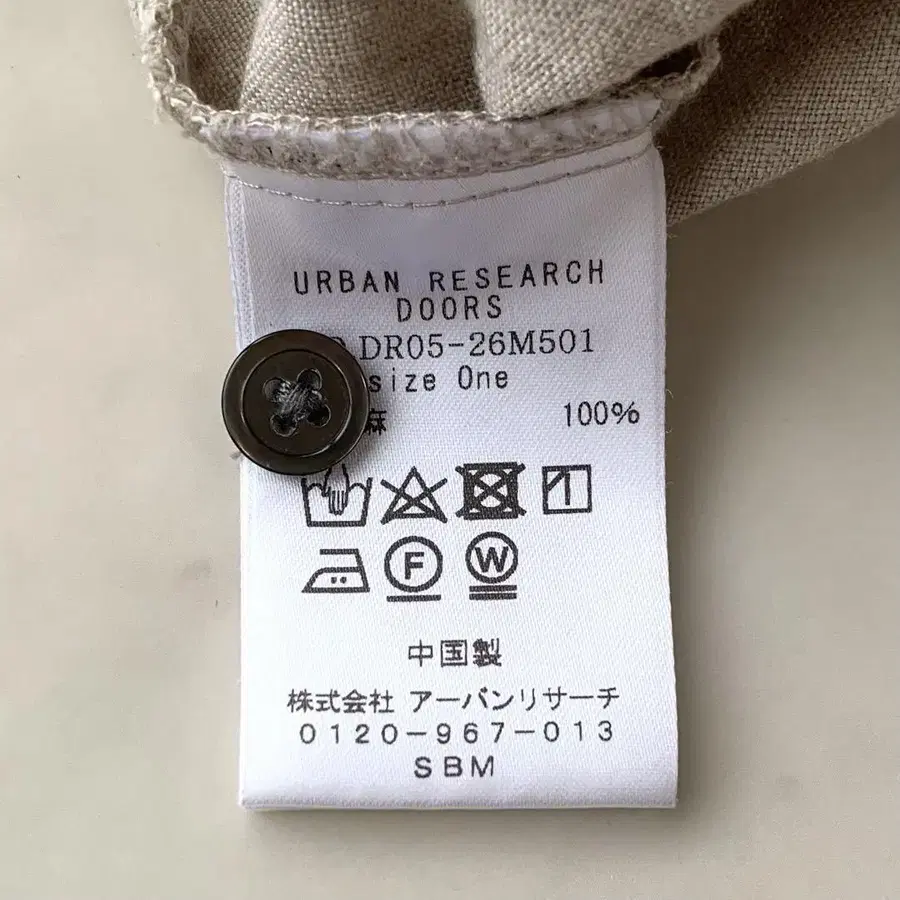 URBAN RESEARCH
DOORS
DR05-26M501
size One
麻 100%
F W
中国製
株式会社 アーバンリサーチ
0120-967-013
SBM